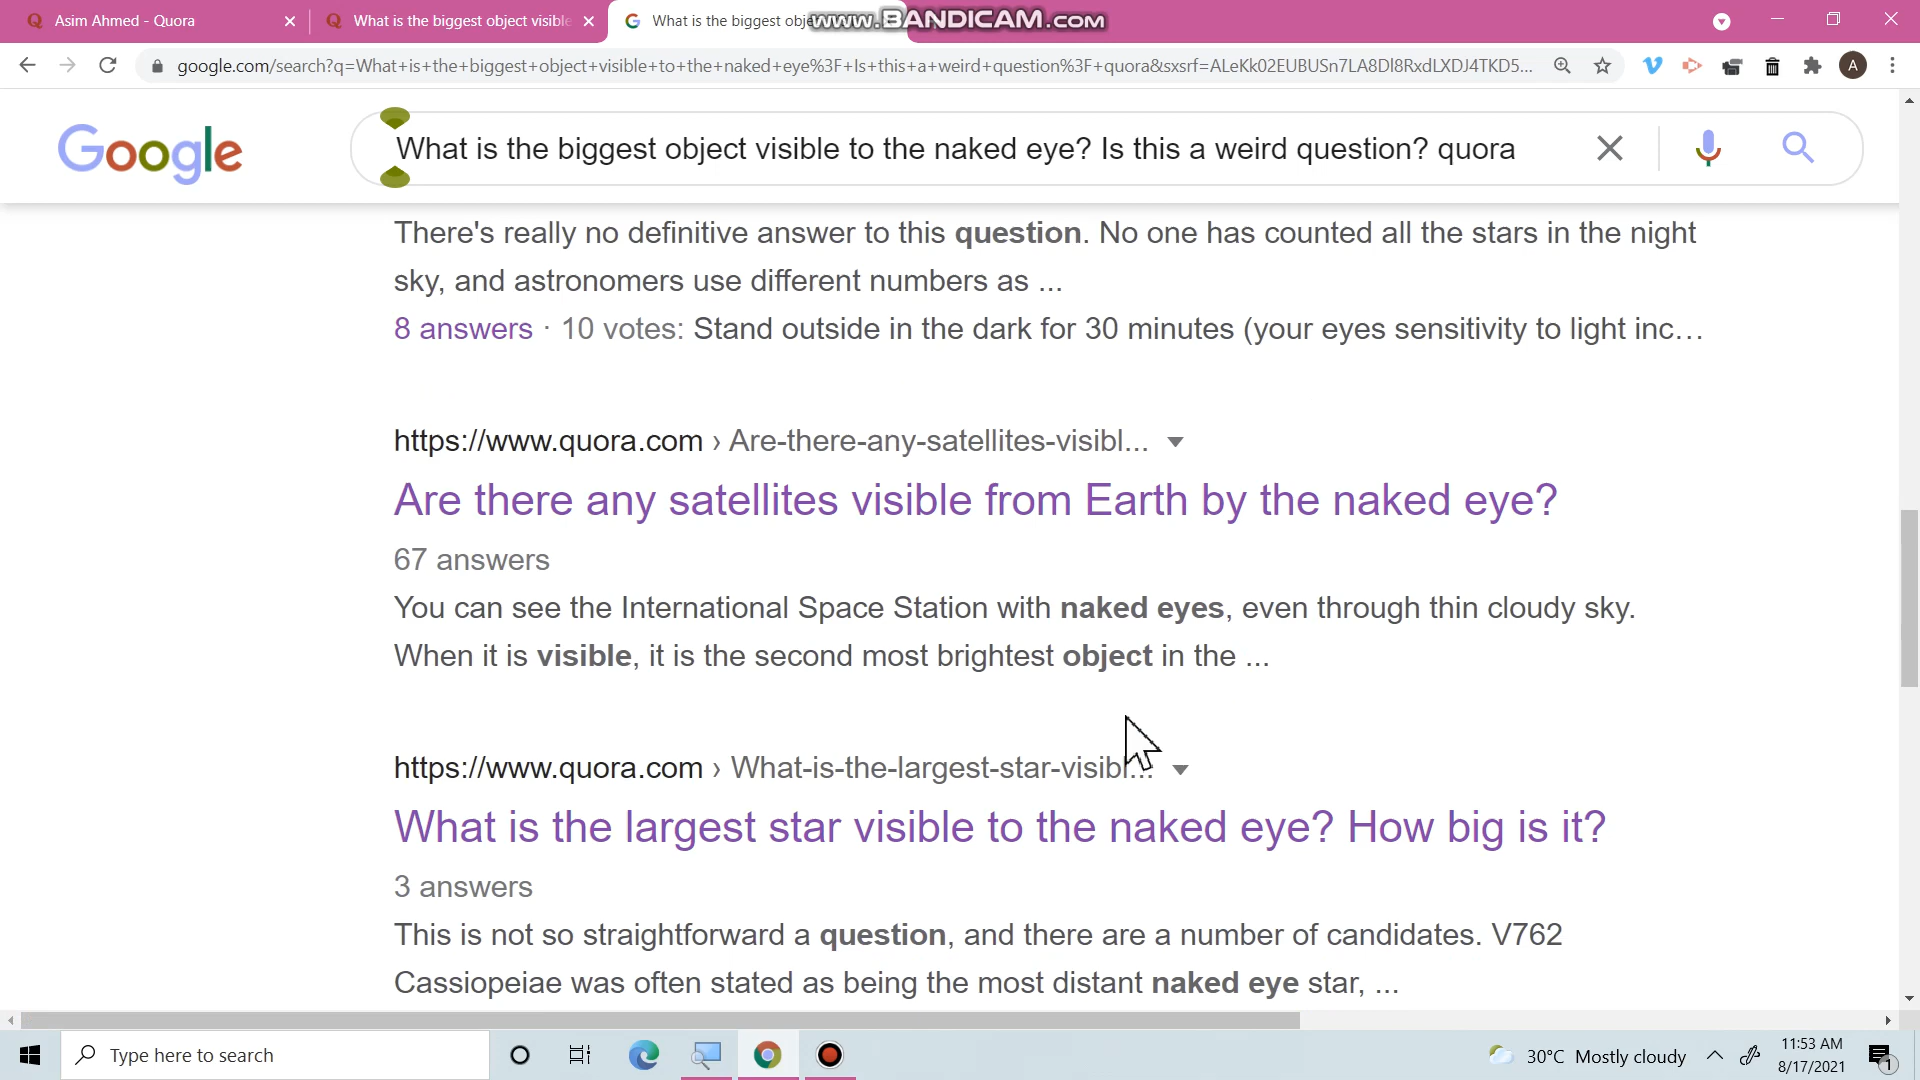 Asim Ahmed - Quora
What is the biggest object visible
What is the biggest obje
www.BANDICAM.com
google.com/search?q=What+is+the+biggest+object+visible+to+the+naked+eye%3F+Is+this+a+weird+question%3F+quora&sxsrf=ALeKk02EUBUSn7LA8Dl8RxdLXDJ4TKD5...
A
Google
What is the biggest object visible to the naked eye? Is this a weird question? quora
There's really no definitive answer to this question. No one has counted all the stars in the night
sky, and astronomers use different numbers as ...
8 answers · 10 votes: Stand outside in the dark for 30 minutes (your eyes sensitivity to light inc...
https://www.quora.com › Are-there-any-satellites-visibl...
Are there any satellites visible from Earth by the naked eye?
67 answers
You can see the International Space Station with naked eyes, even through thin cloudy sky.
When it is visible, it is the second most brightest object in the ...
https://www.quora.com › What-is-the-largest-star-visibl...
What is the largest star visible to the naked eye? How big is it?
3 answers
This is not so straightforward a question, and there are a number of candidates. V762
Cassiopeiae was often stated as being the most distant naked eye star, ...
Type here to search
30°C Mostly cloudy
11:53 AM
8/17/2021
1